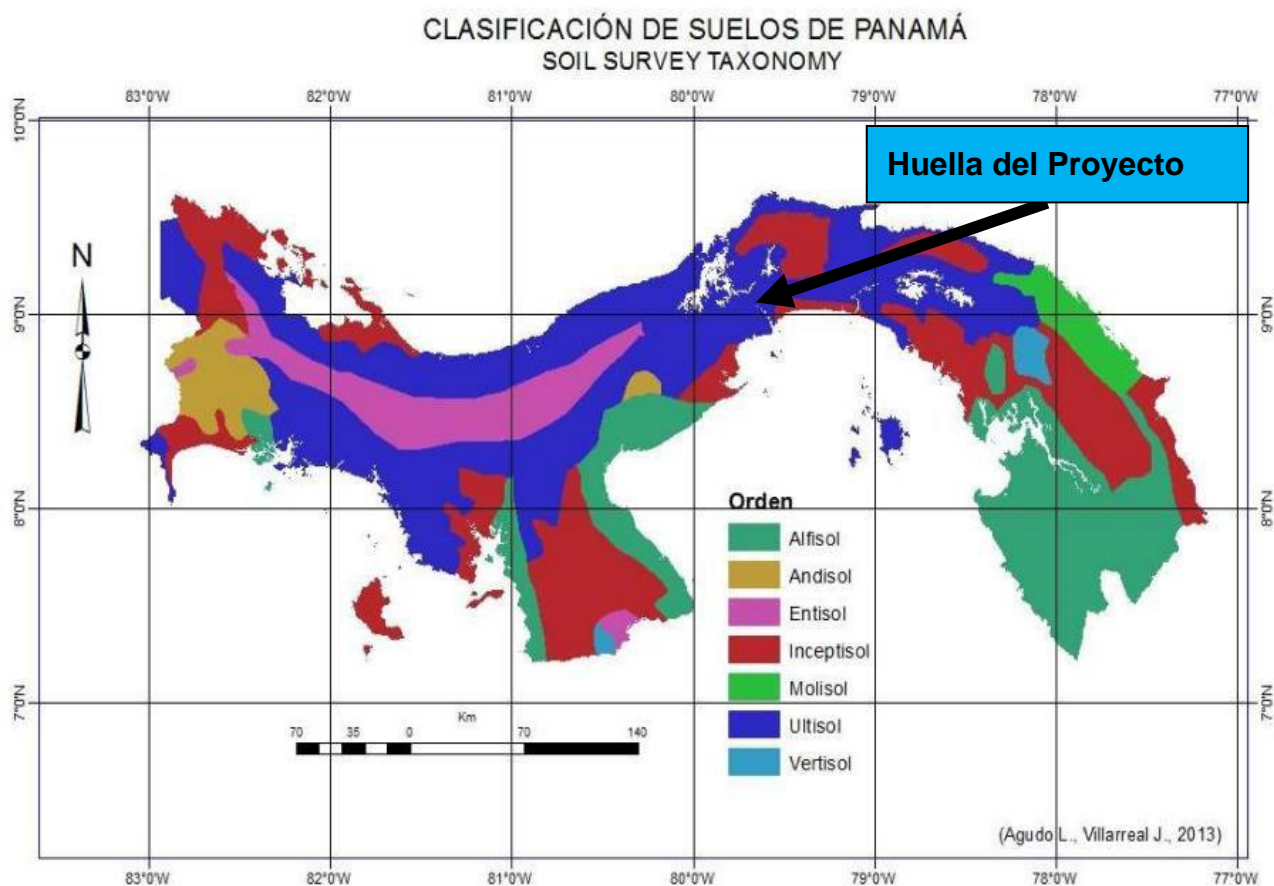 CLASIFICACIÓN DE SUELOS DE PANAMÁ
SOIL SURVEY TAXONOMY
83°0'W 82°0'W 81°0'W 80°0'W 79°0'W 78°0'W 77°0'W
10°0'N 10°0'N
Huella del Proyecto
N
9°0'N 9°0'N
8°0'N 8°0'N
7°0'N 7°0'N
Orden
Alfisol
Andisol
Entisol
Inceptisol
Molisol
Ultisol
Vertisol
Km
70 35 0 70 140
(Agudo L., Villarreal J., 2013)
83°0'W 82°0'W 81°0'W 80°0'W 79°0'W 78°0'W 77°0'W